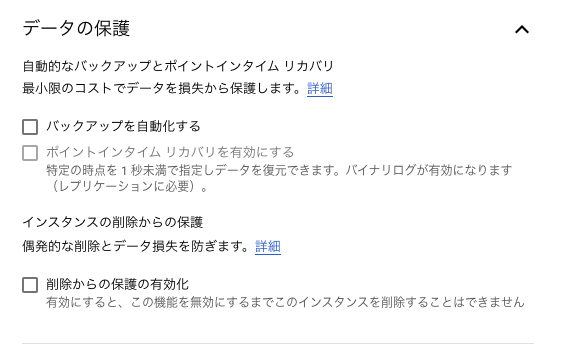 データの保護
自動的なバックアップとポイントインタイム リカバリ
最小限のコストでデータを損失から保護します。詳細
バックアップを自動化する
ポイントインタイム リカバリを有効にする
特定の時点を 1 秒未満で指定しデータを復元できます。バイナリログが有効になります
（レプリケーションに必要）。
インスタンスの削除からの保護
偶発的な削除とデータ損失を防ぎます。詳細
削除からの保護の有効化
有効にすると、この機能を無効にするまでこのインスタンスを削除することはできません